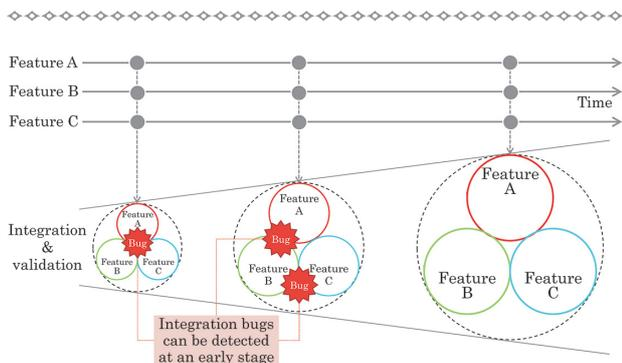 Feature A
Feature B
Feature C
Time
Integration
&
validation
Feature
A
Bug
Feature
B
Feature
C
Feature
A
Bug
Feature
B
Feature
C
Bug
Feature
A
Feature
B
Feature
C
Integration bugs
can be detected
at an early stage